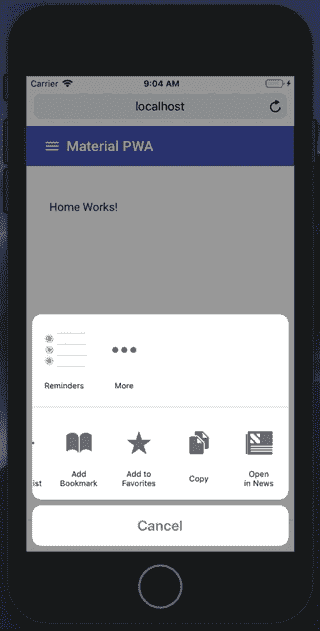 Carrier 9:04 AM
localhost
Material PWA
Home Works!
Reminders More
ist
Add Bookmark
Add to Favorites
Copy
Open in News
Cancel